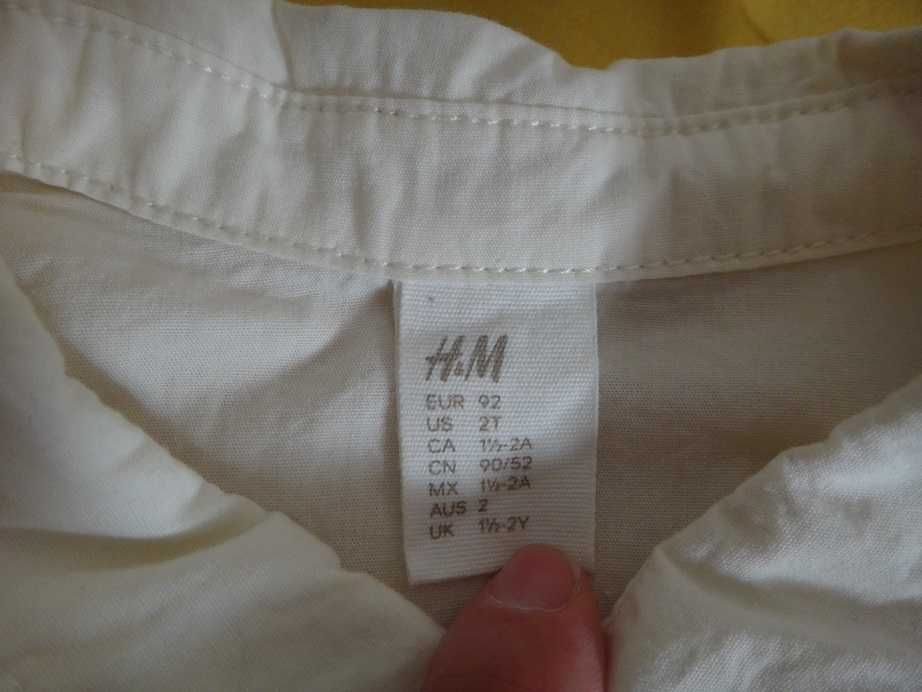 H&M
EUR 92
US 2T
CA 1½-2A
CN 90/52
MX 1½-2A
AUS 2
UK 1½-2Y